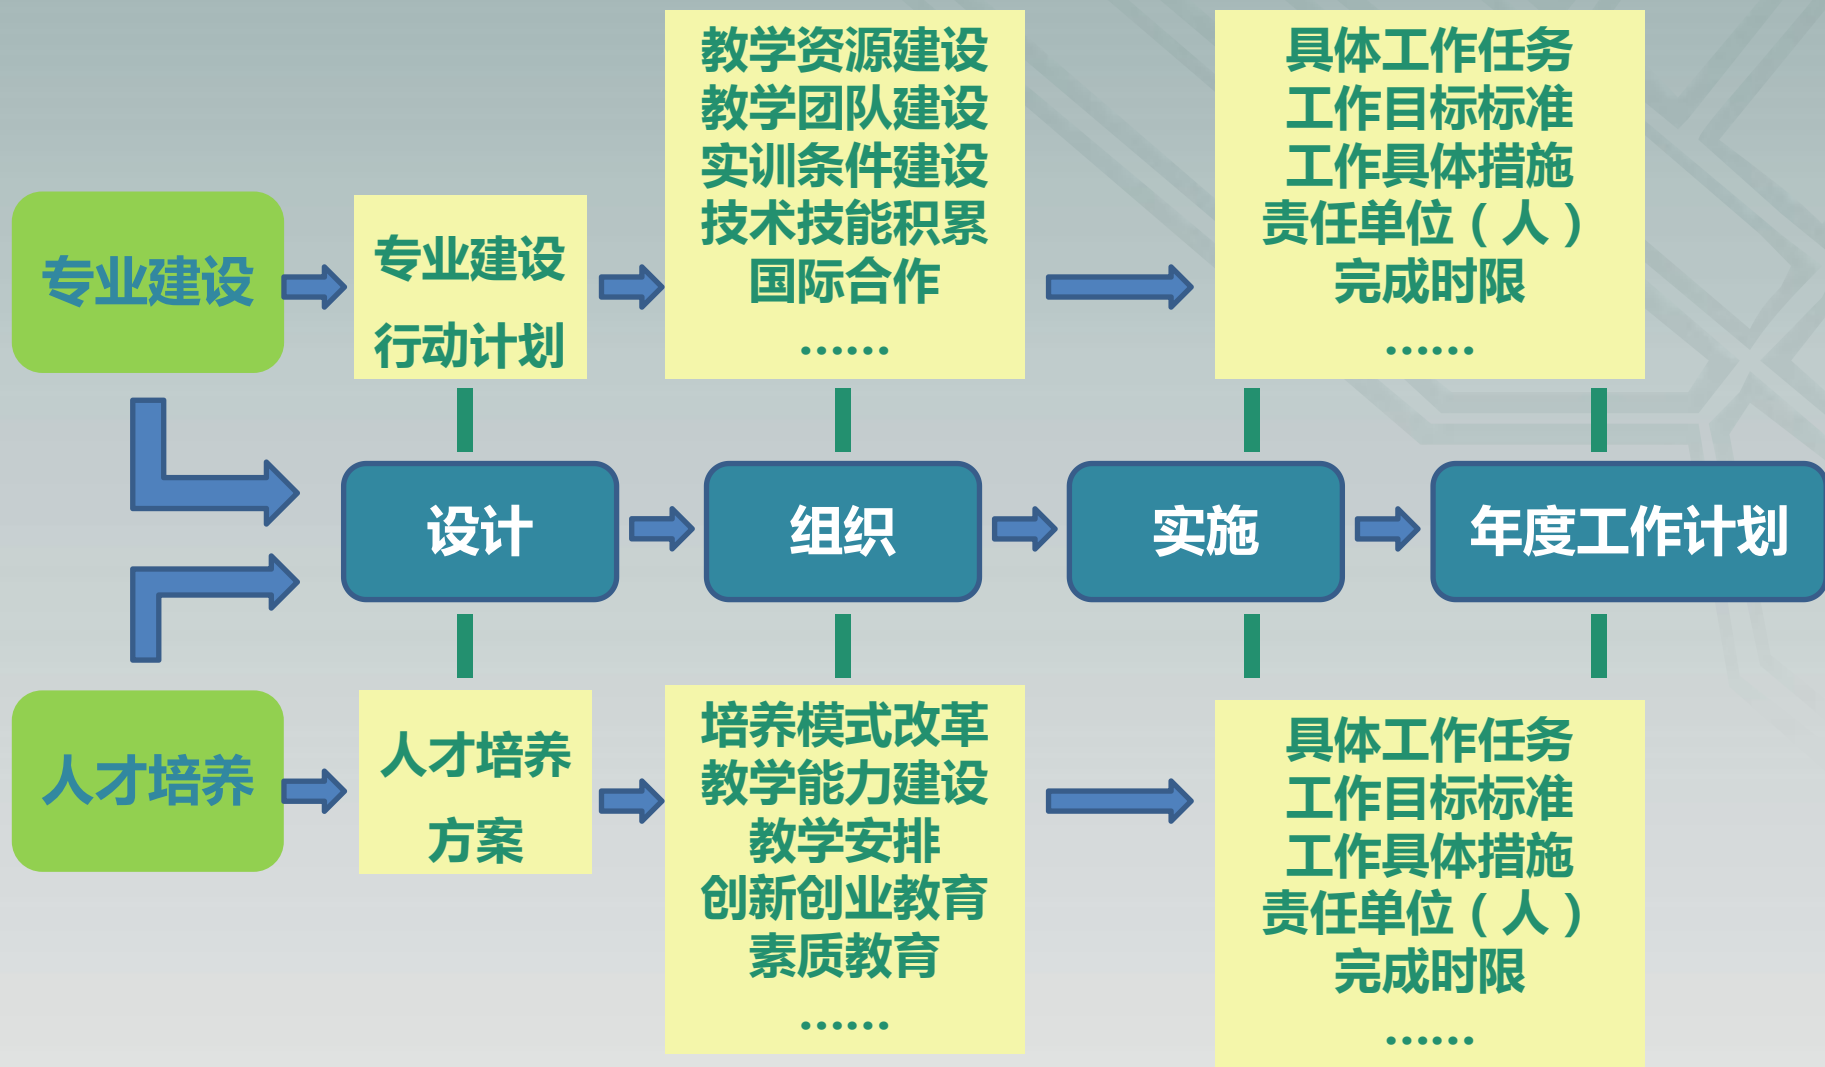 专业建设
专业建设
行动计划
教学资源建设
教学团队建设
实训条件建设
技术技能积累
国际合作
……
具体工作任务
工作目标标准
工作具体措施
责任单位（人）
完成时限
……
设计
组织
实施
年度工作计划
人才培养
人才培养
方案
培养模式改革
教学能力建设
教学安排
创新创业教育
素质教育
……
具体工作任务
工作目标标准
工作具体措施
责任单位（人）
完成时限
……